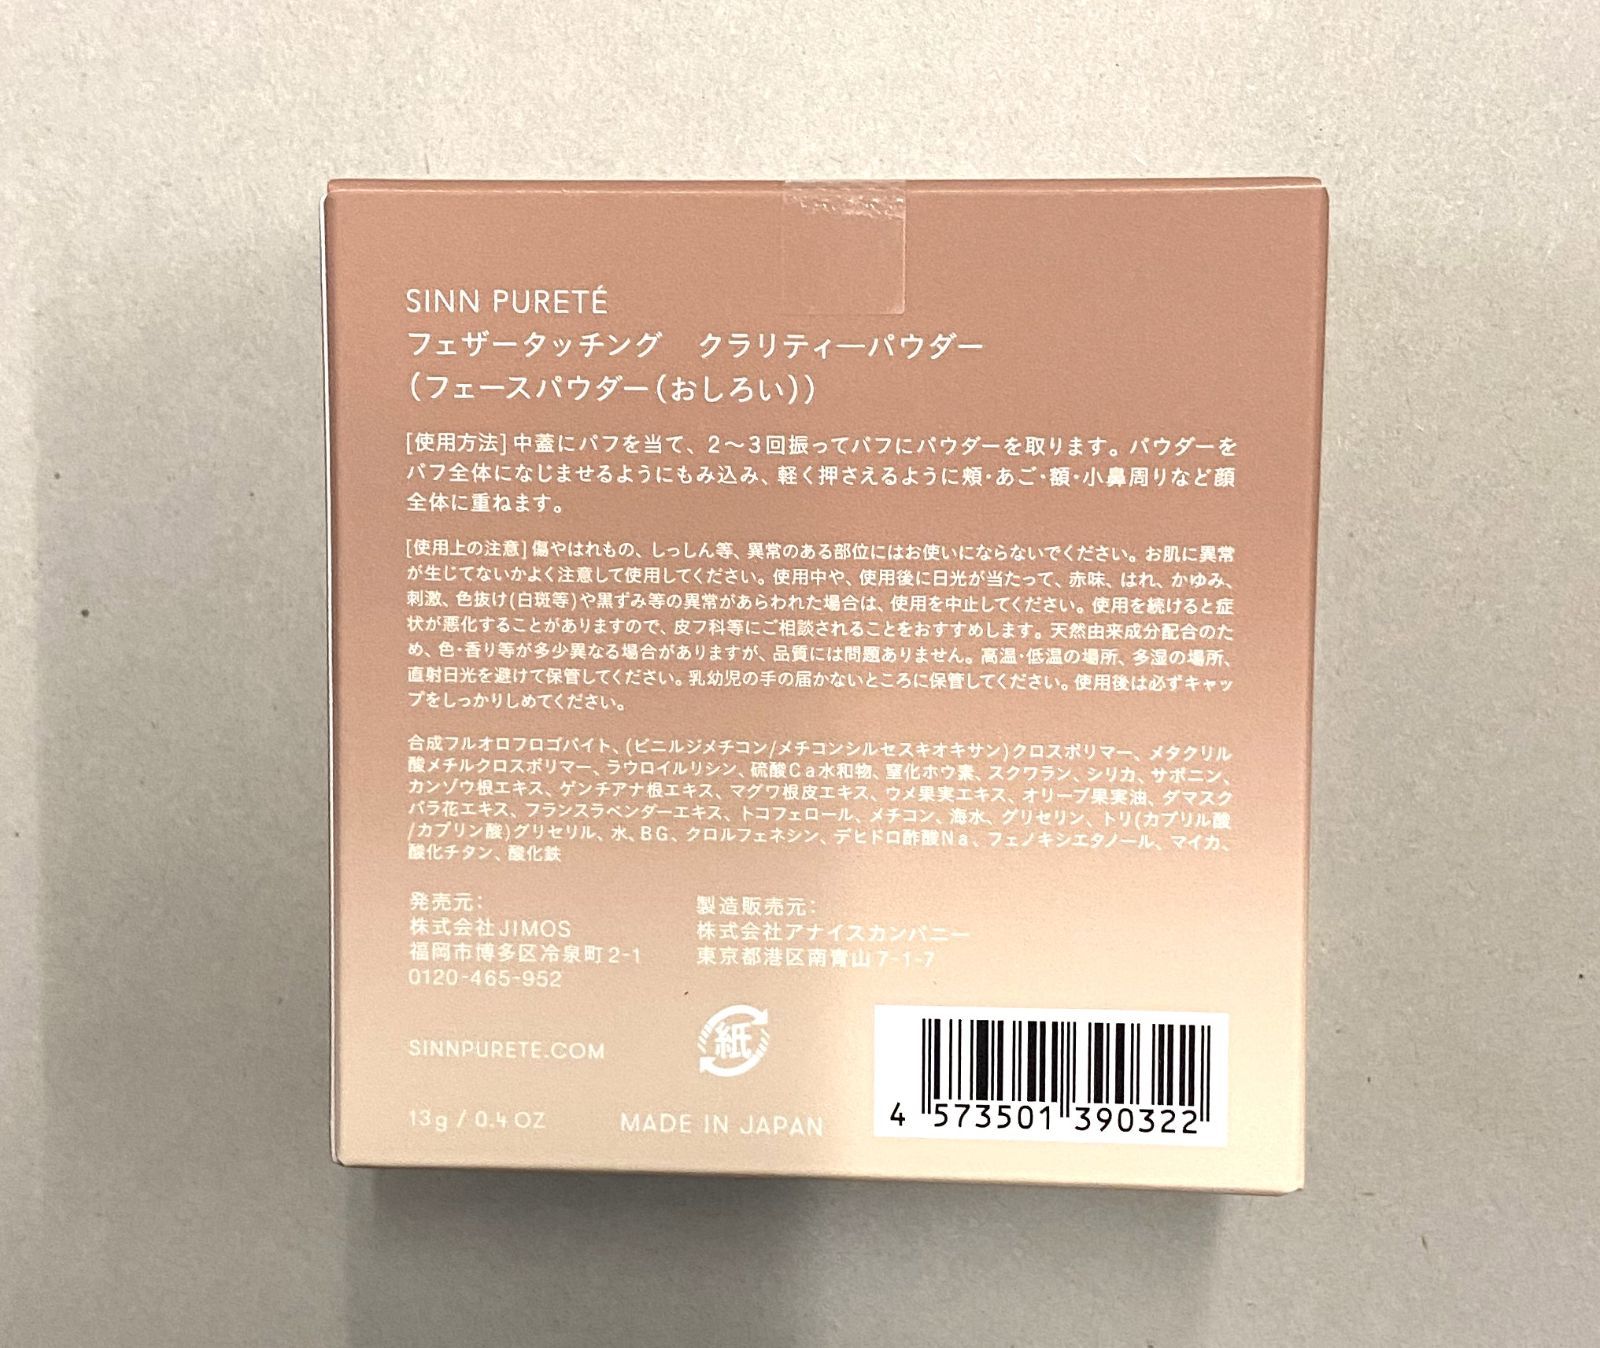 SINN PURETÉ
フェザータッチング クラリティーパウダー
(フェースパウダー(おしろい))
[使用方法]中蓋にパフを当て、2〜3回振ってパフにパウダーを取ります。パウダーを
パフ全体になじませるようにもみ込み、軽く押さえるように頬・あご・額・小鼻周りなど顔
全体に重ねます。
[使用上の注意]傷やはれもの、しっしん等、異常のある部位にはお使いにならないでください。お肌に異常
が生じてないかよく注意して使用してください。使用中や、使用後に日光が当たって、赤味、はれ、かゆみ、
刺激、色抜け(白斑等)や黒ずみ等の異常があらわれた場合は、使用を中止してください。使用を続けると症
状が悪化することがありますので、皮フ科等にご相談されることをおすすめします。天然由来成分配合のた
め、色・香り等が多少異なる場合がありますが、品質には問題ありません。高温・低温の場所、多湿の場所、
直射日光を避けて保管してください。乳幼児の手の届かないところに保管してください。使用後は必ずキャッ
プをしっかりしめてください。
合成フルオロフロゴパイト、(ビニルジメチコン/メチコンシルセスキオキサン)クロスポリマー、メタクリル
酸メチルクロスポリマー、ラウロイルリシン、硫酸Ca水和物、窒化ホウ素、スクワラン、シリカ、サポニン、
カンゾウ根エキス、ゲンチアナ根エキス、マグワ根皮エキス、ウメ果実エキス、オリーブ果実油、ダマスク
バラ花エキス、フランスラベンダーエキス、トコフェロール、メチコン、海水、グリセリン、トリ(カプリル酸
/カプリン酸)グリセリル、水、BG、クロルフェネシン、デヒドロ酢酸Na、フェノキシエタノール、マイカ、
酸化チタン、酸化鉄
発売元:
株式会社JIMOS
福岡市博多区冷泉町2-1
0120-465-952
製造販売元:
株式会社アナイスカンパニー
東京都港区南青山7-1-7
SINNPURETE.COM
紙
13g / 0.4 OZ
MADE IN JAPAN
4 573501 390322